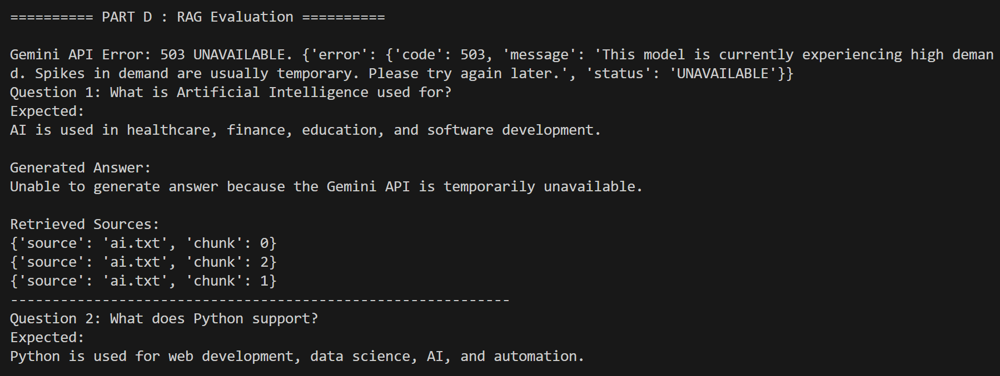 ========== PART D : RAG Evaluation ==========
Gemini API Error: 503 UNAVAILABLE. {'error': {'code': 503, 'message': 'This model is currently experiencing high deman
d. Spikes in demand are usually temporary. Please try again later.', 'status': 'UNAVAILABLE'}}
Question 1: What is Artificial Intelligence used for?
Expected:
AI is used in healthcare, finance, education, and software development.
Generated Answer:
Unable to generate answer because the Gemini API is temporarily unavailable.
Retrieved Sources:
{'source': 'ai.txt', 'chunk': 0}
{'source': 'ai.txt', 'chunk': 2}
{'source': 'ai.txt', 'chunk': 1}
------------------------------------------------------------
Question 2: What does Python support?
Expected:
Python is used for web development, data science, AI, and automation.